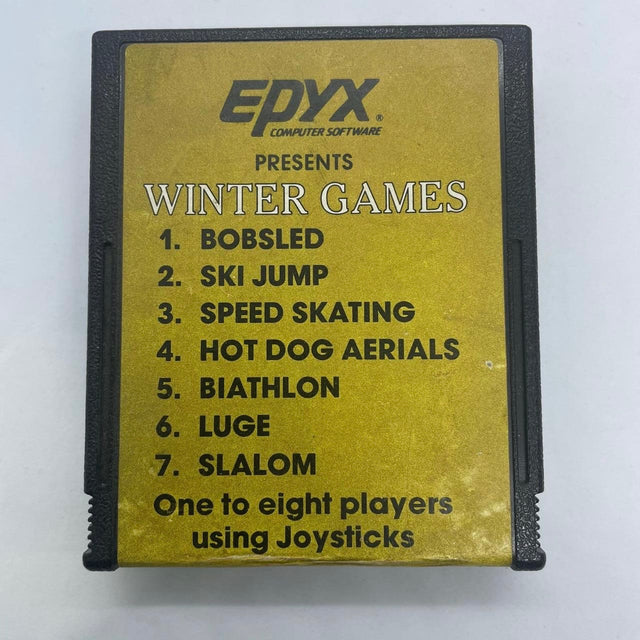 EPYX®
COMPUTER SOFTWARE
PRESENTS
WINTER GAMES
1. BOBSLED
2. SKI JUMP
3. SPEED SKATING
4. HOT DOG AERIALS
5. BIATHLON
6. LUGE
7. SLALOM
One to eight players
using Joysticks